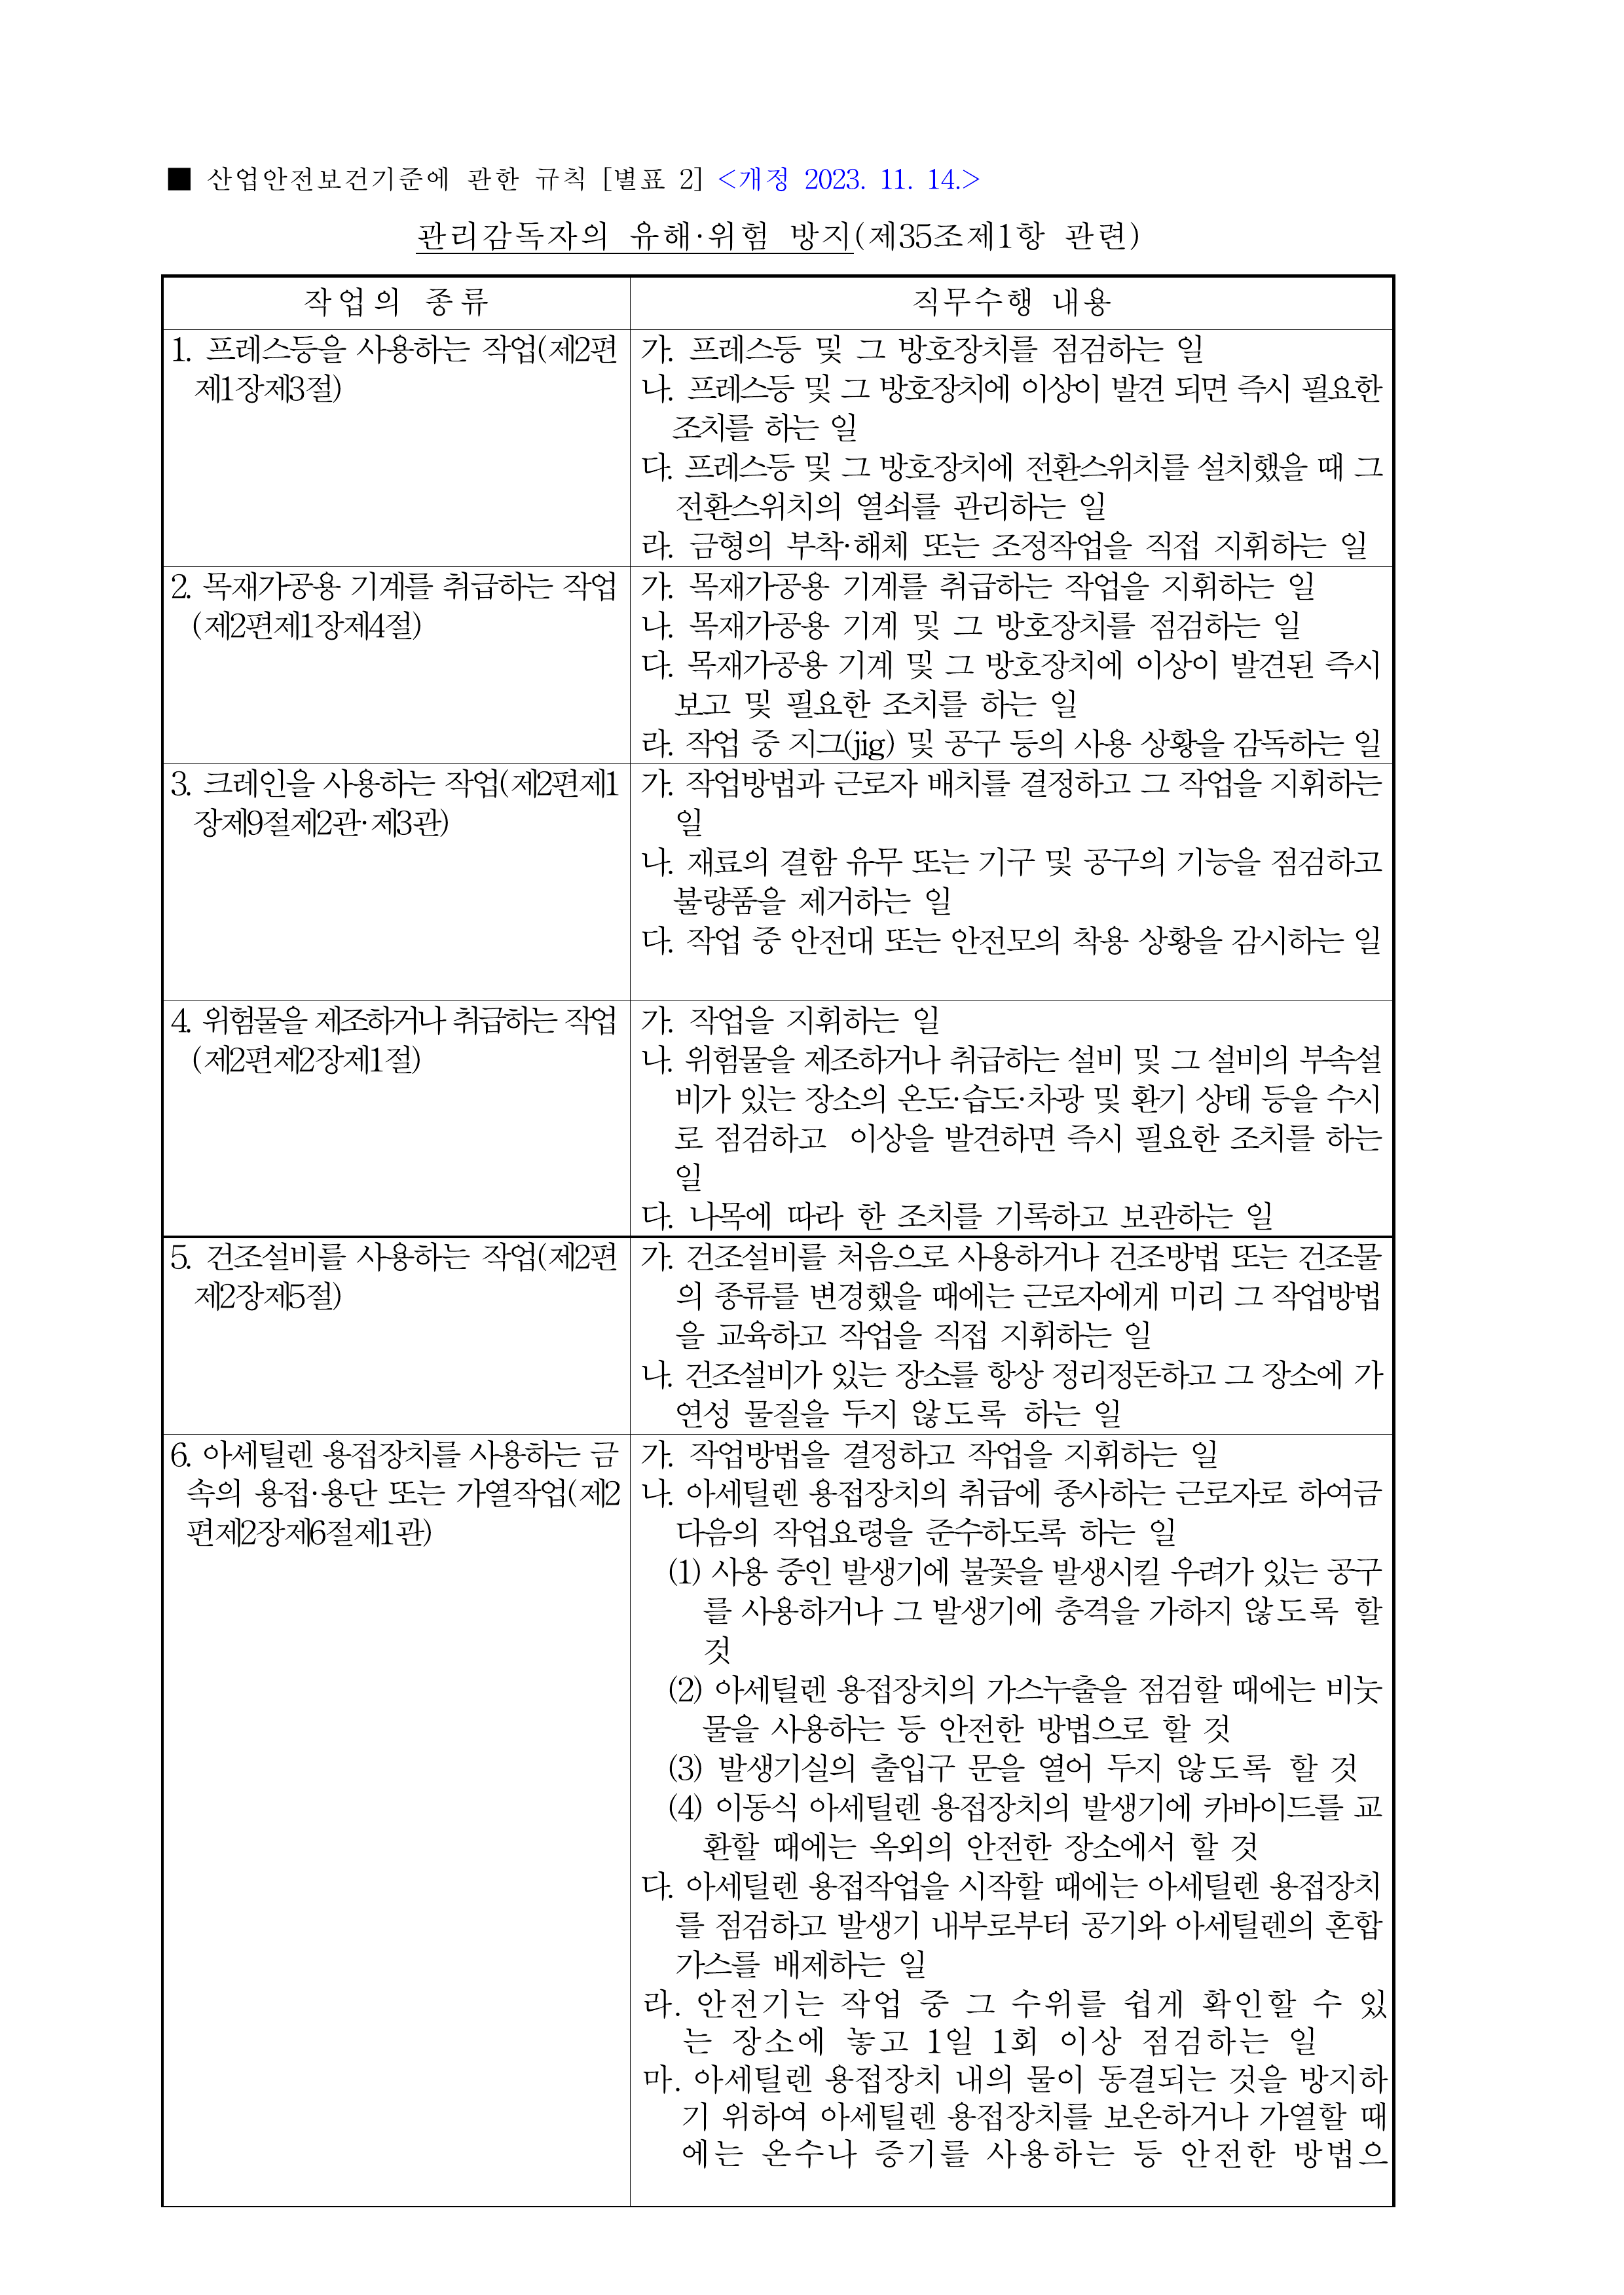 ■ 산업안전보건기준에 관한 규칙 [별표 2] <개정 2023. 11. 14.>
관리감독자의 유해·위험 방지(제35조제1항 관련)
작업의 종류
직무수행 내용
1. 프레스등을 사용하는 작업(제2편
제1장제3절)
가. 프레스등 및 그 방호장치를 점검하는 일
나. 프레스등 및 그 방호장치에 이상이 발견 되면 즉시 필요한
조치를 하는 일
다. 프레스등 및 그 방호장치에 전환스위치를 설치했을 때 그
전환스위치의 열쇠를 관리하는 일
라. 금형의 부착·해체 또는 조정작업을 직접 지휘하는 일
2. 목재가공용 기계를 취급하는 작업
(제2편제1장제4절)
가. 목재가공용 기계를 취급하는 작업을 지휘하는 일
나. 목재가공용 기계 및 그 방호장치를 점검하는 일
다. 목재가공용 기계 및 그 방호장치에 이상이 발견된 즉시
보고 및 필요한 조치를 하는 일
라. 작업 중 지그(jig) 및 공구 등의 사용 상황을 감독하는 일
3. 크레인을 사용하는 작업(제2편제1
장제9절제2관·제3관)
가. 작업방법과 근로자 배치를 결정하고 그 작업을 지휘하는
일
나. 재료의 결함 유무 또는 기구 및 공구의 기능을 점검하고
불량품을 제거하는 일
다. 작업 중 안전대 또는 안전모의 착용 상황을 감시하는 일
4. 위험물을 제조하거나 취급하는 작업
(제2편제2장제1절)
가. 작업을 지휘하는 일
나. 위험물을 제조하거나 취급하는 설비 및 그 설비의 부속설
비가 있는 장소의 온도·습도·차광 및 환기 상태 등을 수시
로 점검하고 이상을 발견하면 즉시 필요한 조치를 하는
일
다. 나목에 따라 한 조치를 기록하고 보관하는 일
5. 건조설비를 사용하는 작업(제2편
제2장제5절)
가. 건조설비를 처음으로 사용하거나 건조방법 또는 건조물
의 종류를 변경했을 때에는 근로자에게 미리 그 작업방법
을 교육하고 작업을 직접 지휘하는 일
나. 건조설비가 있는 장소를 항상 정리정돈하고 그 장소에 가
연성 물질을 두지 않도록 하는 일
6. 아세틸렌 용접장치를 사용하는 금
속의 용접·용단 또는 가열작업(제2
편제2장제6절제1관)
가. 작업방법을 결정하고 작업을 지휘하는 일
나. 아세틸렌 용접장치의 취급에 종사하는 근로자로 하여금
다음의 작업요령을 준수하도록 하는 일
(1) 사용 중인 발생기에 불꽃을 발생시킬 우려가 있는 공구
를 사용하거나 그 발생기에 충격을 가하지 않도록 할
것
(2) 아세틸렌 용접장치의 가스누출을 점검할 때에는 비눗
물을 사용하는 등 안전한 방법으로 할 것
(3) 발생기실의 출입구 문을 열어 두지 않도록 할 것
(4) 이동식 아세틸렌 용접장치의 발생기에 카바이드를 교
환할 때에는 옥외의 안전한 장소에서 할 것
다. 아세틸렌 용접작업을 시작할 때에는 아세틸렌 용접장치
를 점검하고 발생기 내부로부터 공기와 아세틸렌의 혼합
가스를 배제하는 일
라. 안전기는 작업 중 그 수위를 쉽게 확인할 수 있
는 장소에 놓고 1일 1회 이상 점검하는 일
마. 아세틸렌 용접장치 내의 물이 동결되는 것을 방지하
기 위하여 아세틸렌 용접장치를 보온하거나 가열할 때
에는 온수나 증기를 사용하는 등 안전한 방법으